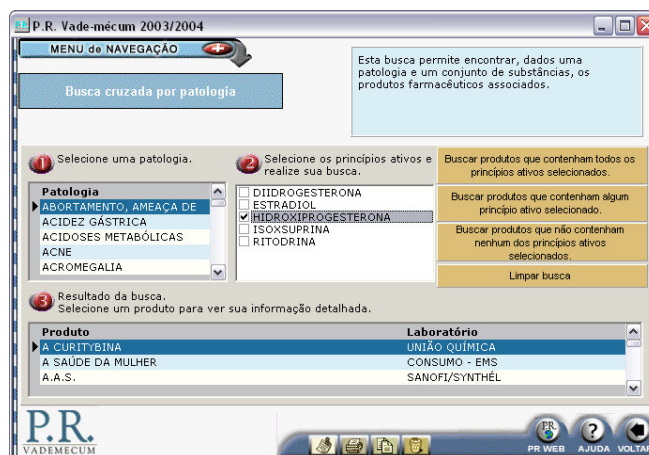 P.R. Vade-mécum 2003/2004
MENU de NAVEGAÇÃO
Busca cruzada por patologia
Esta busca permite encontrar, dados uma
patologia e um conjunto de substâncias, os
produtos farmacêuticos associados.
1 Selecione uma patologia.
2 Selecione os princípios ativos e
realize sua busca.
Patologia
ABORTAMENTO, AMEAÇA DE
ACIDEZ GÁSTRICA
ACIDOSES METABÓLICAS
ACNE
ACROMEGALIA
DIIDROGESTERONA
ESTRADIOL
HIDROXIPROGESTERONA
ISOXSUPRINA
RITODRINA
Buscar produtos que contenham todos os
princípios ativos selecionados.
Buscar produtos que contenham algum
princípio ativo selecionado.
Buscar produtos que não contenham
nenhum dos princípios ativos
selecionados.
Limpar busca
3 Resultado da busca.
Selecione um produto para ver sua informação detalhada.
Produto Laboratório
A CURITYBINA UNIÃO QUÍMICA
A SAÚDE DA MULHER CONSUMO - EMS
A.A.S. SANOFI/SYNTHÉL
P.R.
VADEMECUM
PR
PR WEB AJUDA VOLTAR